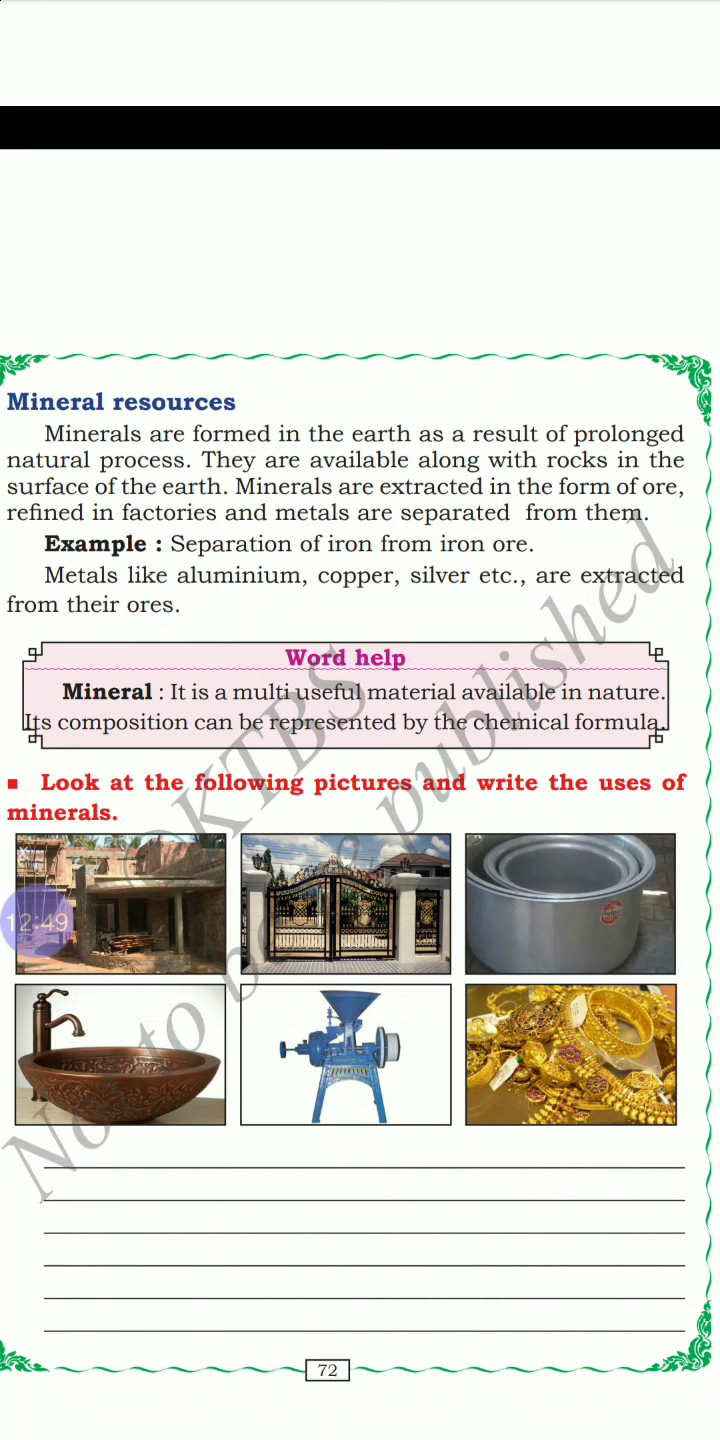 Mineral resources
Minerals are formed in the earth as a result of prolonged
natural process. They are available along with rocks in the
surface of the earth. Minerals are extracted in the form of ore,
refined in factories and metals are separated from them.
Example : Separation of iron from iron ore.
Metals like aluminium, copper, silver etc., are extracted
from their ores.
Word help
Mineral : It is a multi useful material available in nature.
Its composition can be represented by the chemical formula.
■ Look at the following pictures and write the uses of
minerals.
12:49
©KTBS
Not to be published
72